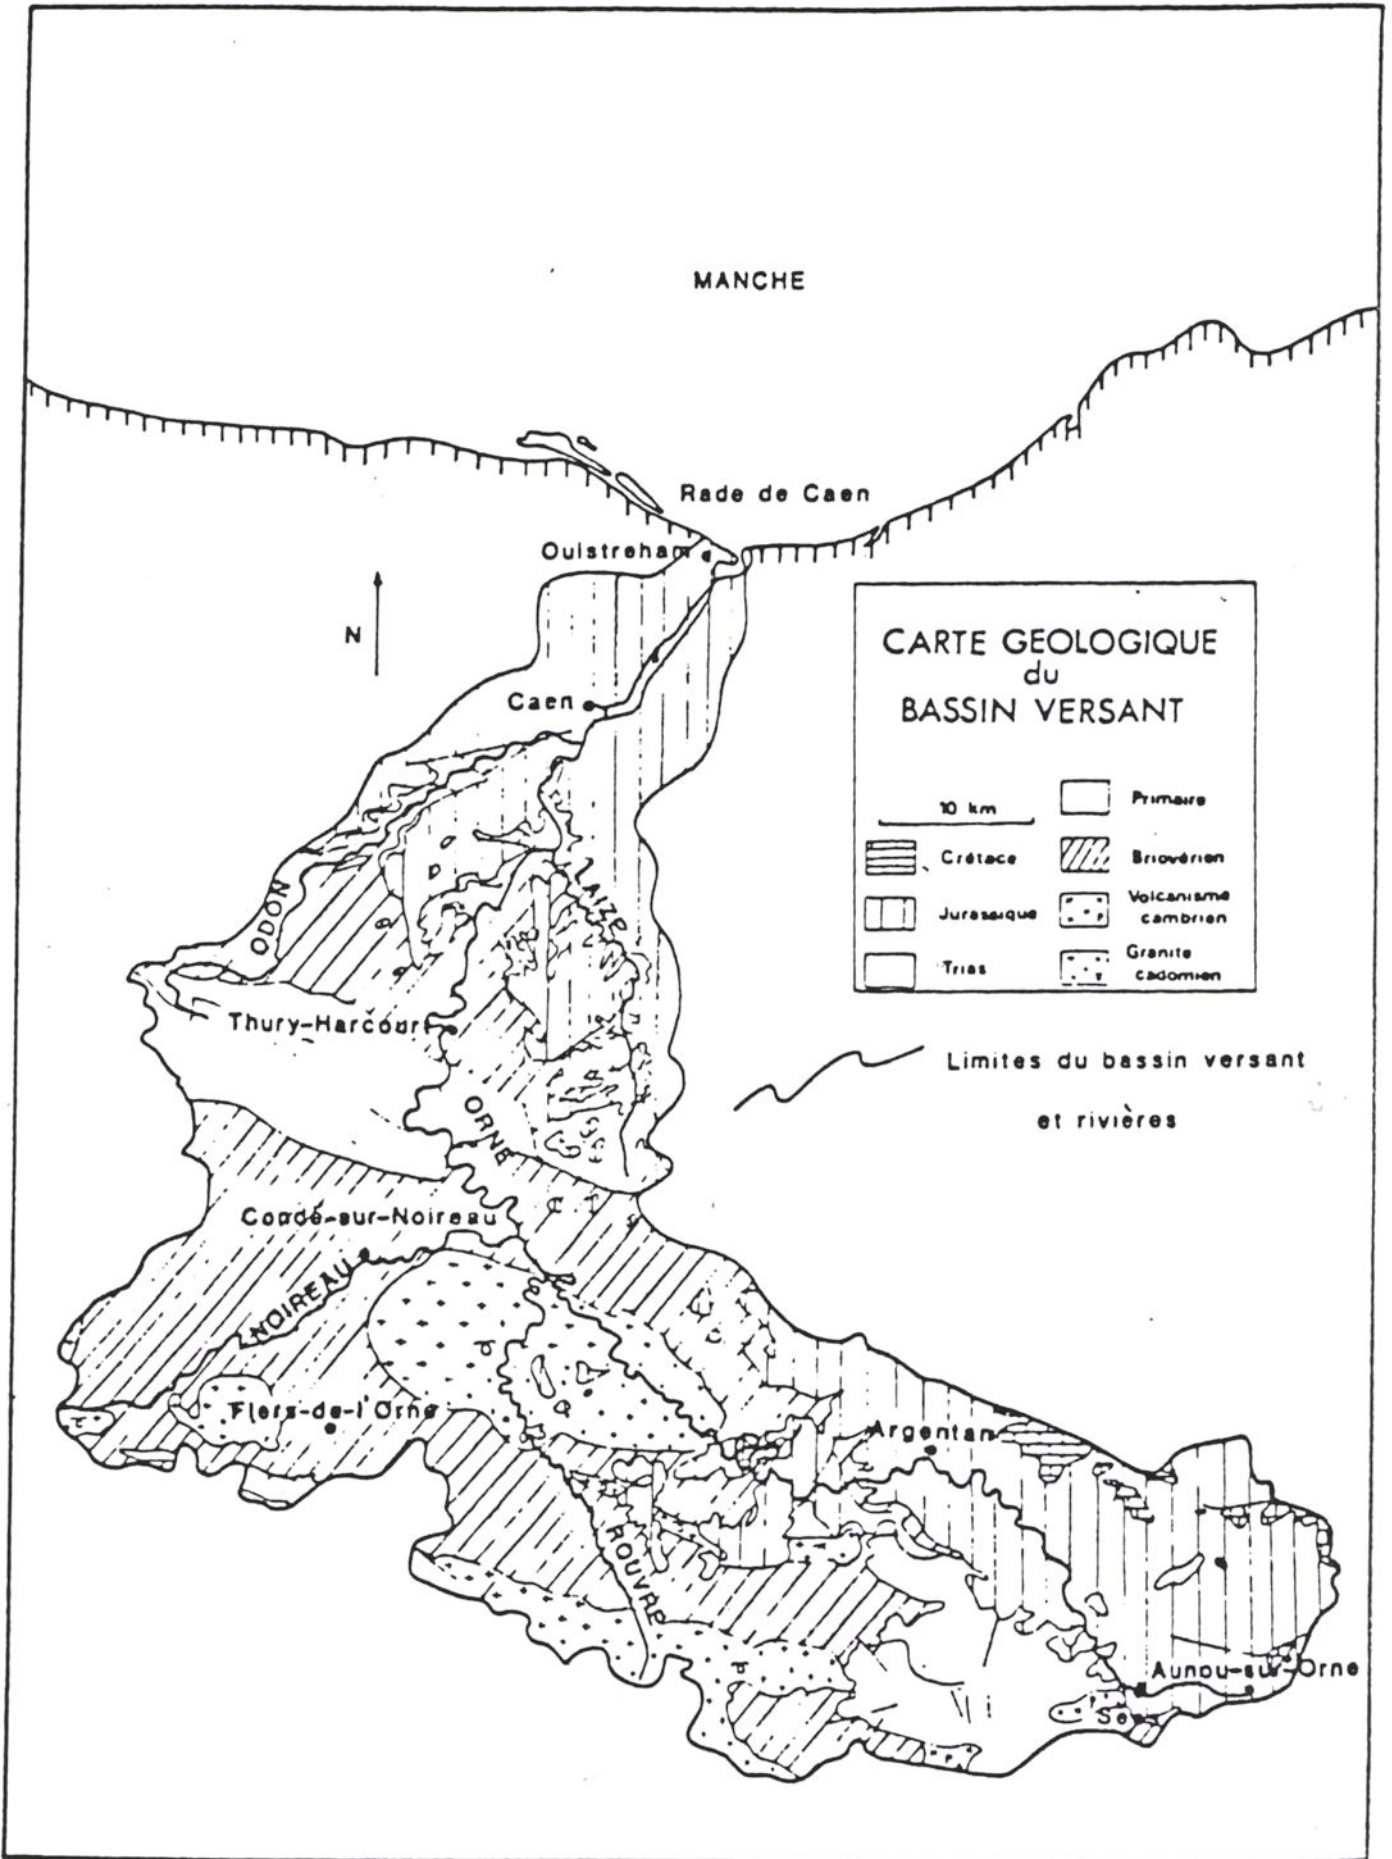 MANCHE
Rade de Caen
Ouistreham
N
Caen
CARTE GEOLOGIQUE
du
BASSIN VERSANT
10 km
Primaire
Crétace
Briovérien
Jurassique
Volcanisme
cambrien
Trias
Granite
cadomien
ODON
AIZE
Thury-Harcourt
Limites du bassin versant
et rivières
ORNE
Condé-sur-Noireau
NOIREAU
Flers-de-l'Orne
Argentan
ROUVRE
Aunou-sur-Orne